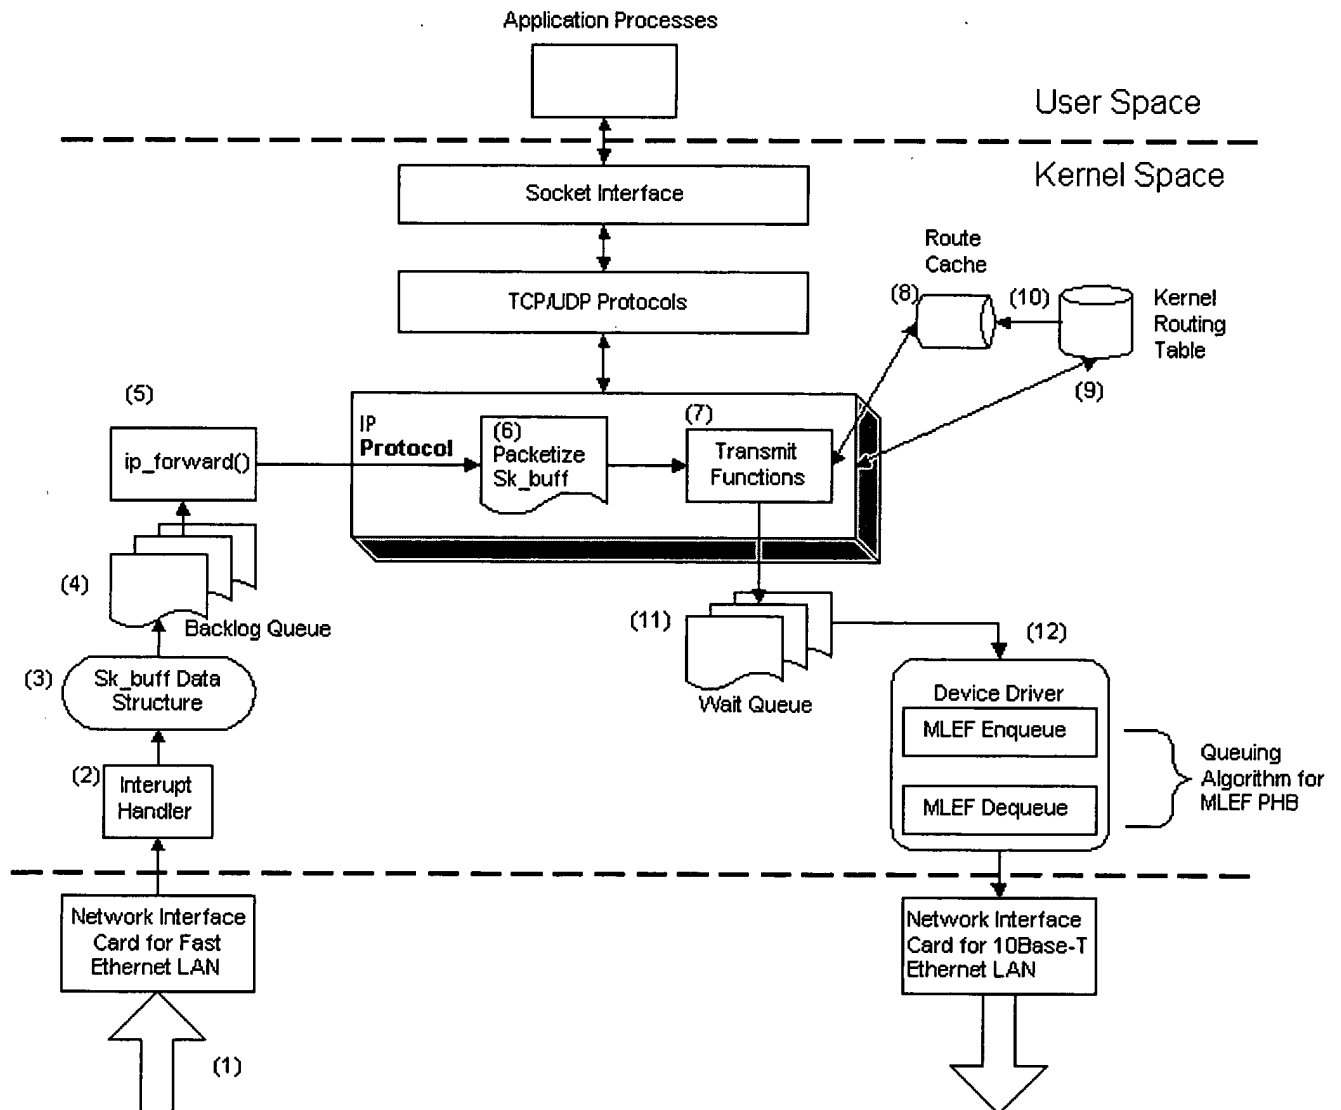 Application Processes
User Space
Kernel Space
Socket Interface
Route
Cache
(8)
(10)
Kernel
Routing
Table
TCP/UDP Protocols
(9)
(5)
ip_forward()
IP
Protocol
(6)
Packetize
Sk_buff
(7)
Transmit
Functions
(4)
Backlog Queue
(11)
Wait Queue
(12)
(3)
Sk_buff Data
Structure
Device Driver
MLEF Enqueue
MLEF Dequeue
Queuing
Algorithm for
MLEF PHB
(2)
Interupt
Handler
Network Interface
Card for Fast
Ethernet LAN
Network Interface
Card for 10Base-T
Ethernet LAN
(1)